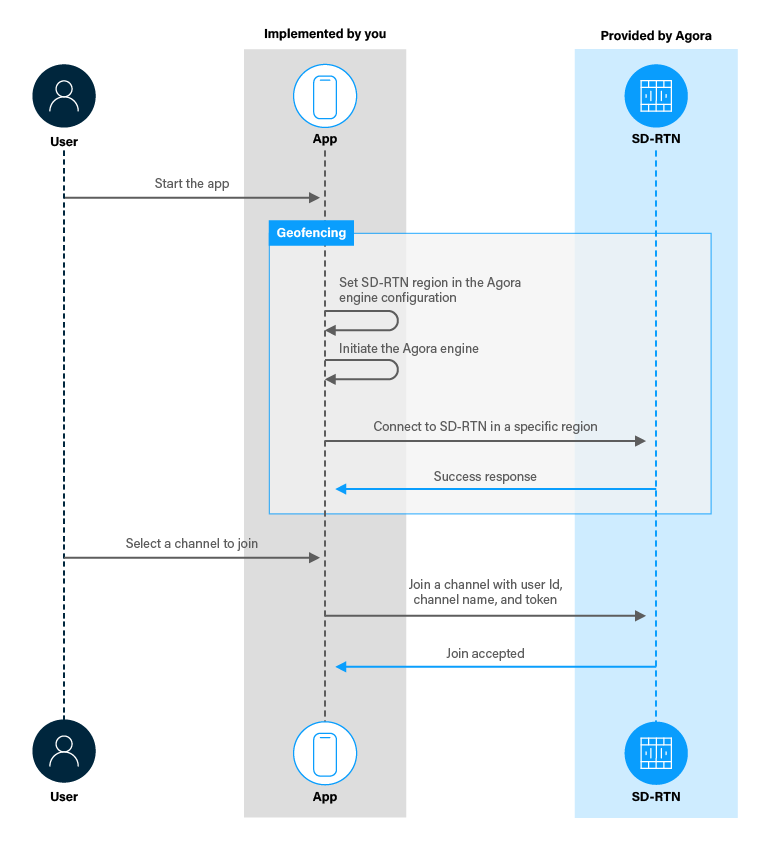 Implemented by you
Provided by Agora
User
App
SD-RTN
Start the app
Geofencing
Set SD-RTN region in the Agora
engine configuration
Initiate the Agora engine
Connect to SD-RTN in a specific region
Success response
Select a channel to join
Join a channel with user Id,
channel name, and token
Join accepted
User
App
SD-RTN